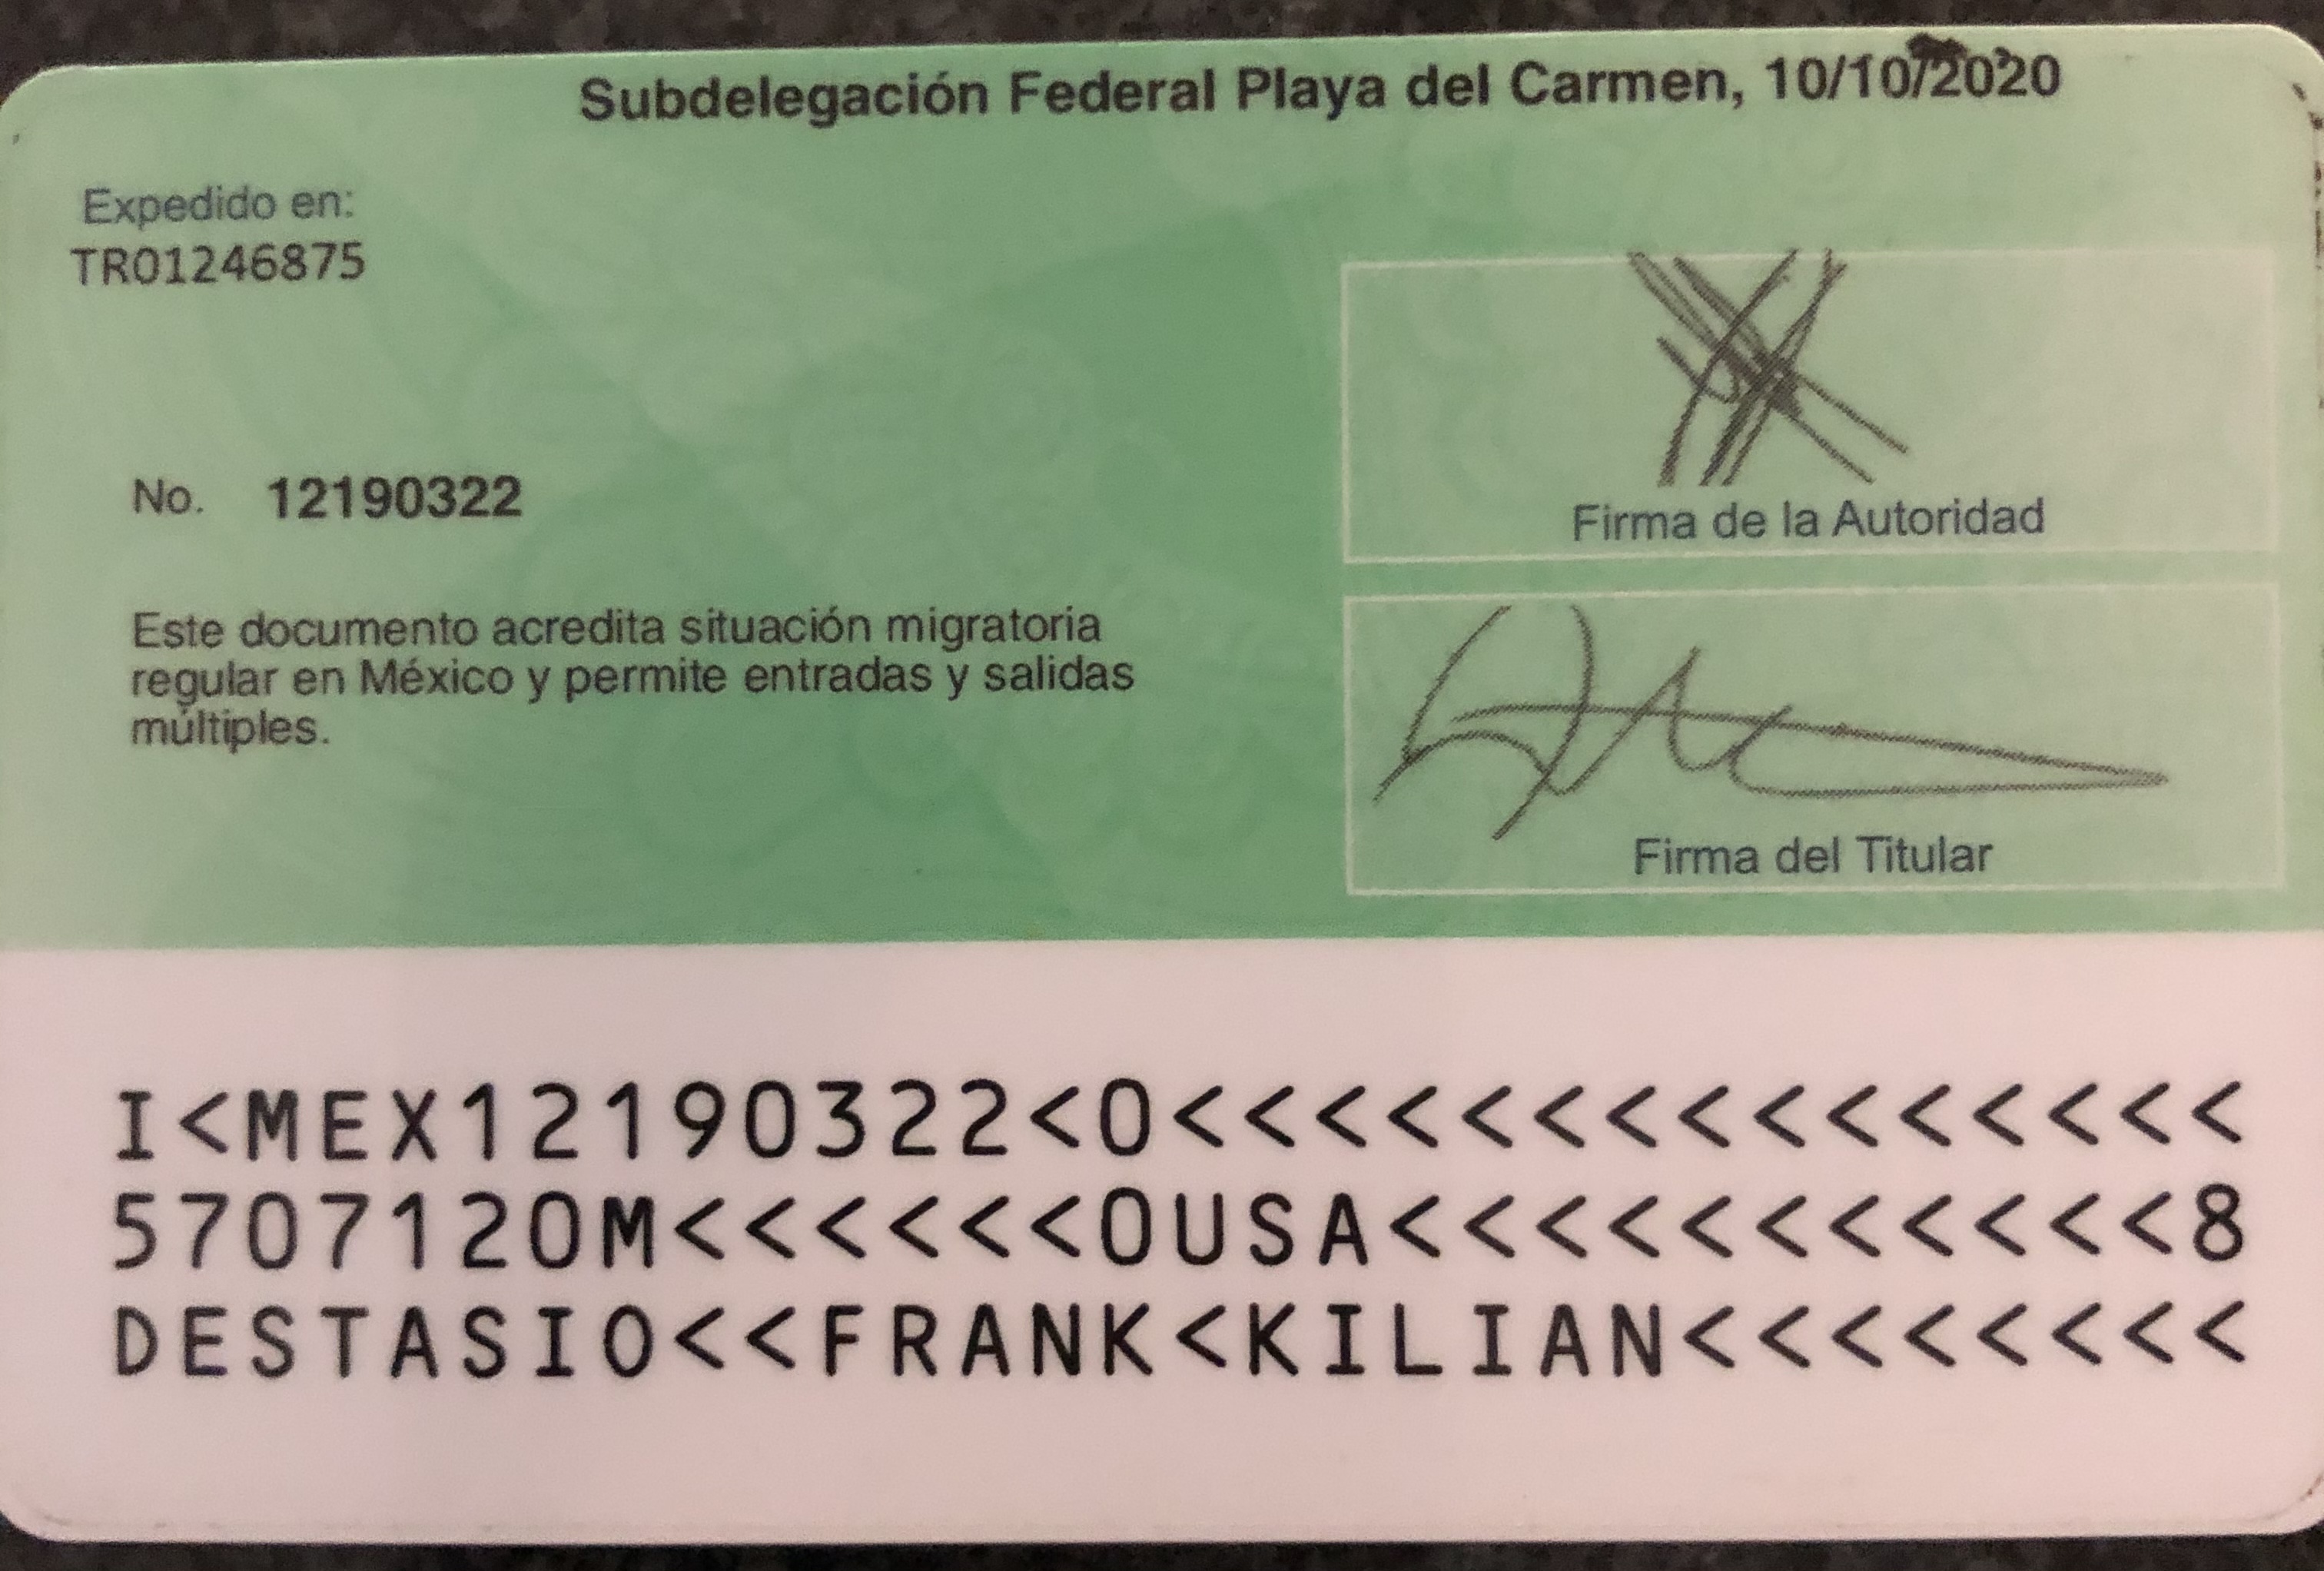 Subdelegación Federal Playa del Carmen, 10/10/2020
Expedido en:
TR01246875
No. 12190322
Este documento acredita situación migratoria
regular en México y permite entradas y salidas
múltiples.
Firma de la Autoridad
Firma del Titular
I<MEX12190322<0<<<<<<<<<<<<<<<
5707120M<<<<<<0USA<<<<<<<<<<<8
DESTASIO<<FRANK<KILIAN<<<<<<<<